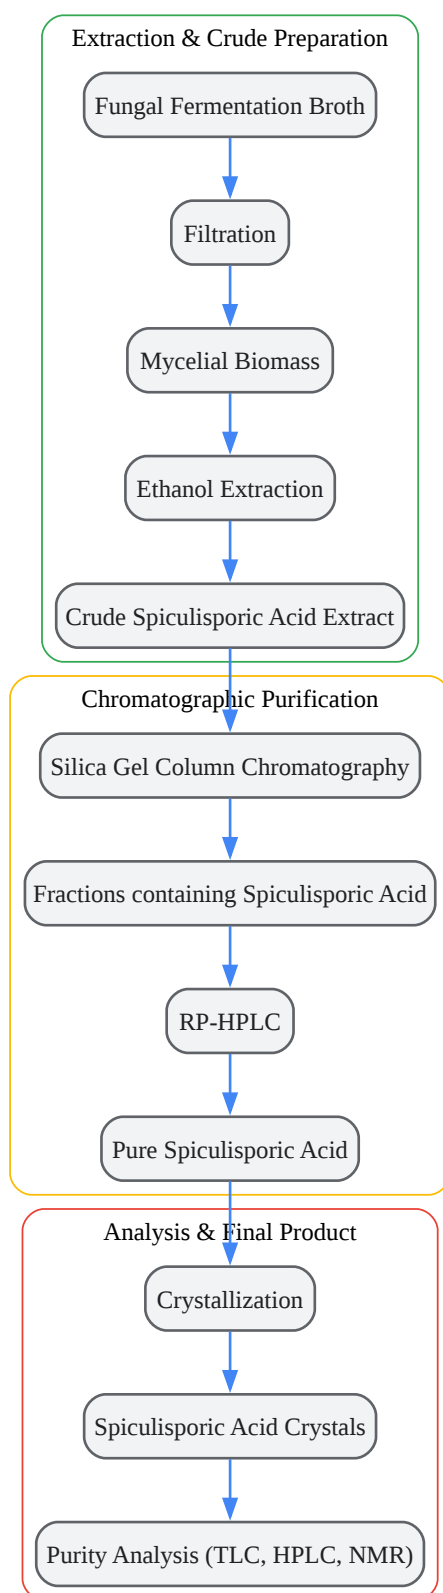 Extraction & Crude Preparation
Fungal Fermentation Broth
Filtration
Mycelial Biomass
Ethanol Extraction
Crude Spiculisporic Acid Extract
Chromatographic Purification
Silica Gel Column Chromatography
Fractions containing Spiculisporic Acid
RP-HPLC
Pure Spiculisporic Acid
Analysis & Final Product
Crystallization
Spiculisporic Acid Crystals
Purity Analysis (TLC, HPLC, NMR)